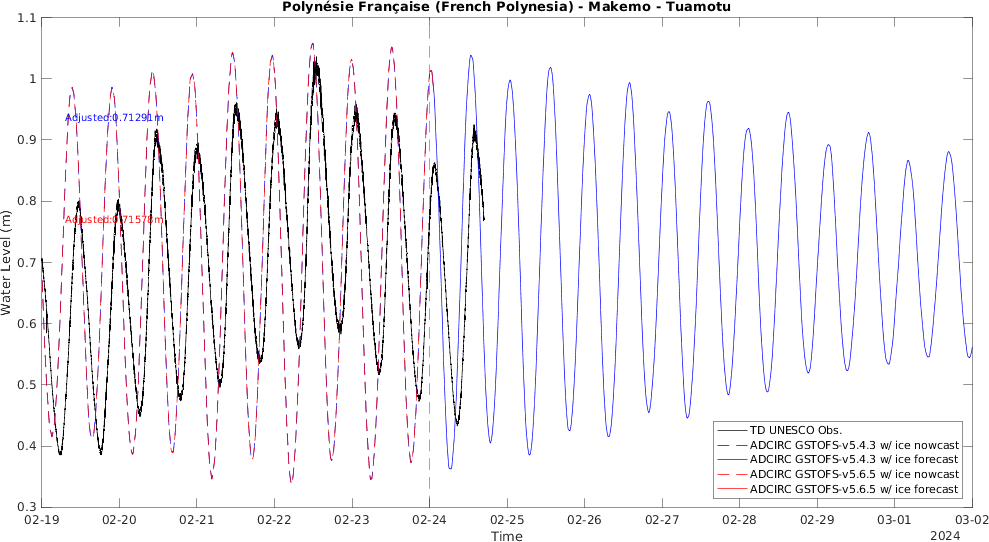 Polynésie Française (French Polynesia) - Makemo - Tuamotu
Water Level (m)
1.1
1
0.9
0.8
0.7
0.6
0.5
0.4
0.3
Adjusted:0.71291m
Adjusted:0.71578m
TD UNESCO Obs.
ADCIRC GSTOFS-v5.4.3 w/ ice nowcast
ADCIRC GSTOFS-v5.4.3 w/ ice forecast
ADCIRC GSTOFS-v5.6.5 w/ ice nowcast
ADCIRC GSTOFS-v5.6.5 w/ ice forecast
02-19 02-20 02-21 02-22 02-23 02-24 02-25 02-26 02-27 02-28 02-29 03-01 03-02
Time
2024